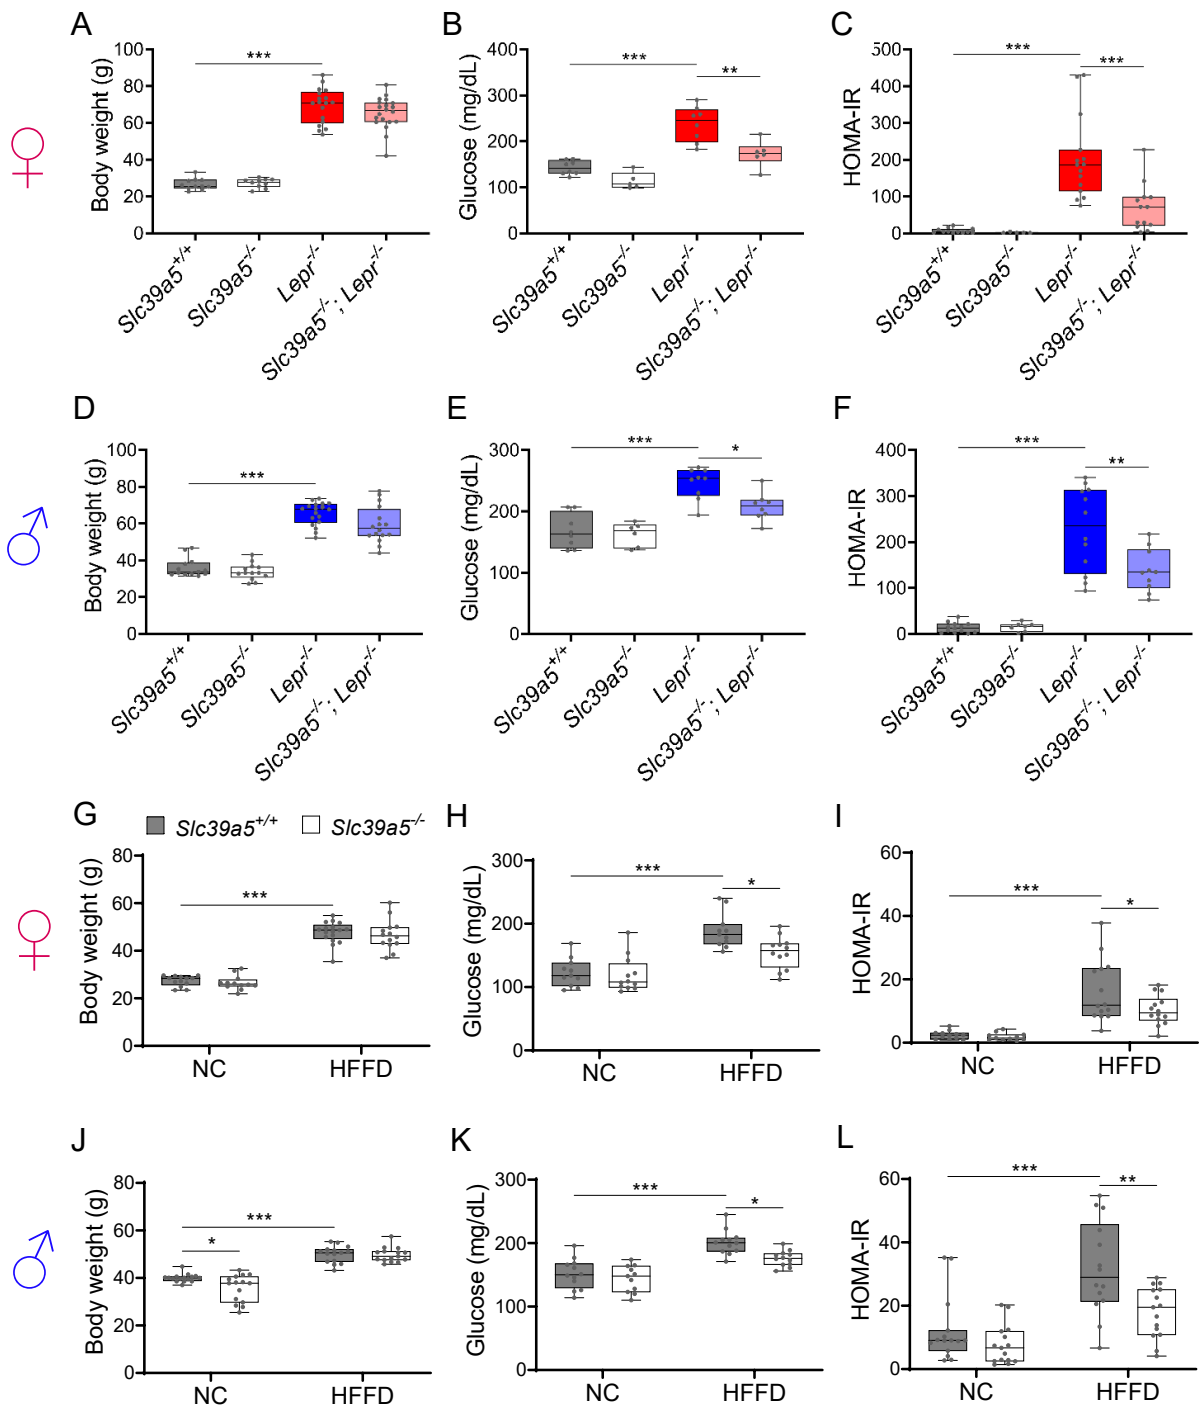 A
B
C
Body weight (g)
100
80
60
40
20
0
***
Slc39a5+/+
Slc39a5-/-
Lepr-/-
Slc39a5-/-; Lepr-/-
Glucose (mg/dL)
400
300
200
100
0
***
**
Slc39a5+/+
Slc39a5-/-
Lepr-/-
Slc39a5-/-; Lepr-/-
HOMA-IR
500
400
300
200
100
0
***
***
Slc39a5+/+
Slc39a5-/-
Lepr-/-
Slc39a5-/-; Lepr-/-
D
E
F
Body weight (g)
100
80
60
40
20
0
***
Slc39a5+/+
Slc39a5-/-
Lepr-/-
Slc39a5-/-; Lepr-/-
Glucose (mg/dL)
300
200
100
0
***
*
Slc39a5+/+
Slc39a5-/-
Lepr-/-
Slc39a5-/-; Lepr-/-
HOMA-IR
400
300
200
100
0
***
**
Slc39a5+/+
Slc39a5-/-
Lepr-/-
Slc39a5-/-; Lepr-/-
G
Slc39a5+/+
Slc39a5-/-
H
I
Body weight (g)
80
60
40
20
0
***
NC
HFFD
Glucose (mg/dL)
300
200
100
0
***
*
NC
HFFD
HOMA-IR
60
40
20
0
***
*
NC
HFFD
J
K
L
Body weight (g)
80
60
40
20
0
***
*
NC
HFFD
Glucose (mg/dL)
300
200
100
0
***
*
NC
HFFD
HOMA-IR
60
40
20
0
***
**
NC
HFFD